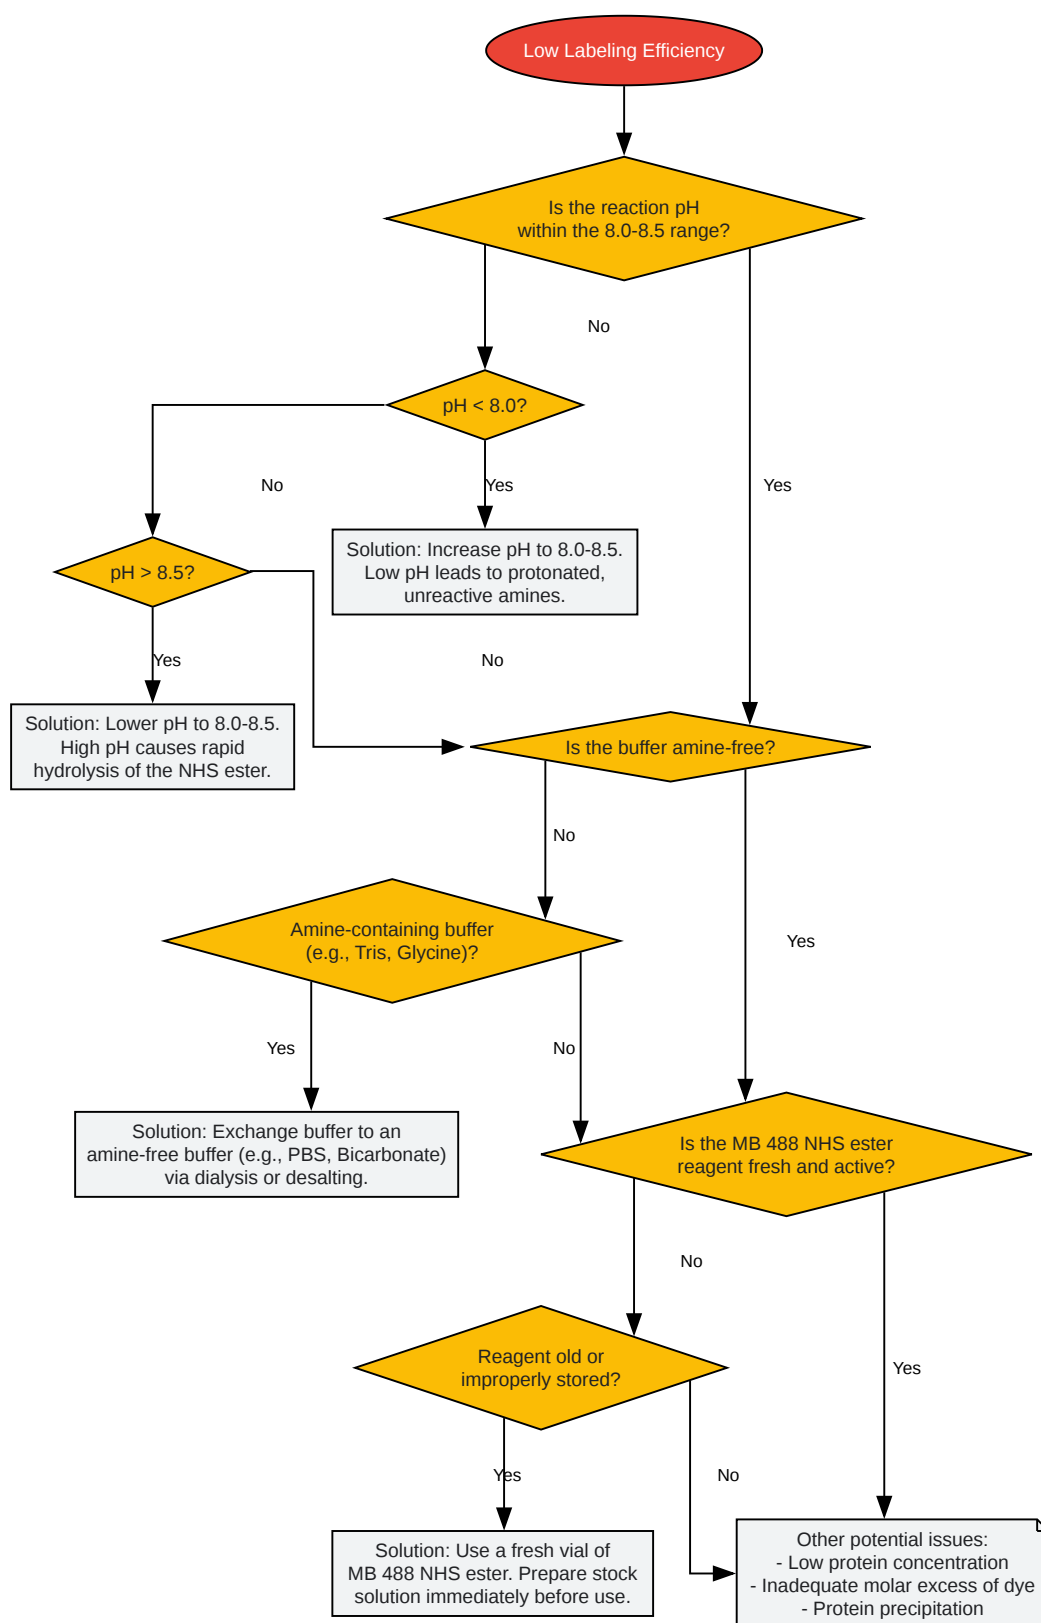 Low Labeling Efficiency
Is the reaction pH
within the 8.0-8.5 range?
No
pH < 8.0?
No
Yes
Yes
Solution: Increase pH to 8.0-8.5.
Low pH leads to protonated,
unreactive amines.
pH > 8.5?
Yes
No
Solution: Lower pH to 8.0-8.5.
High pH causes rapid
hydrolysis of the NHS ester.
Is the buffer amine-free?
No
Amine-containing buffer
(e.g., Tris, Glycine)?
Yes
Yes
No
Solution: Exchange buffer to an
amine-free buffer (e.g., PBS, Bicarbonate)
via dialysis or desalting.
Is the MB 488 NHS ester
reagent fresh and active?
No
Reagent old or
improperly stored?
Yes
Yes
No
Solution: Use a fresh vial of
MB 488 NHS ester. Prepare stock
solution immediately before use.
Other potential issues:
- Low protein concentration
- Inadequate molar excess of dye
- Protein precipitation